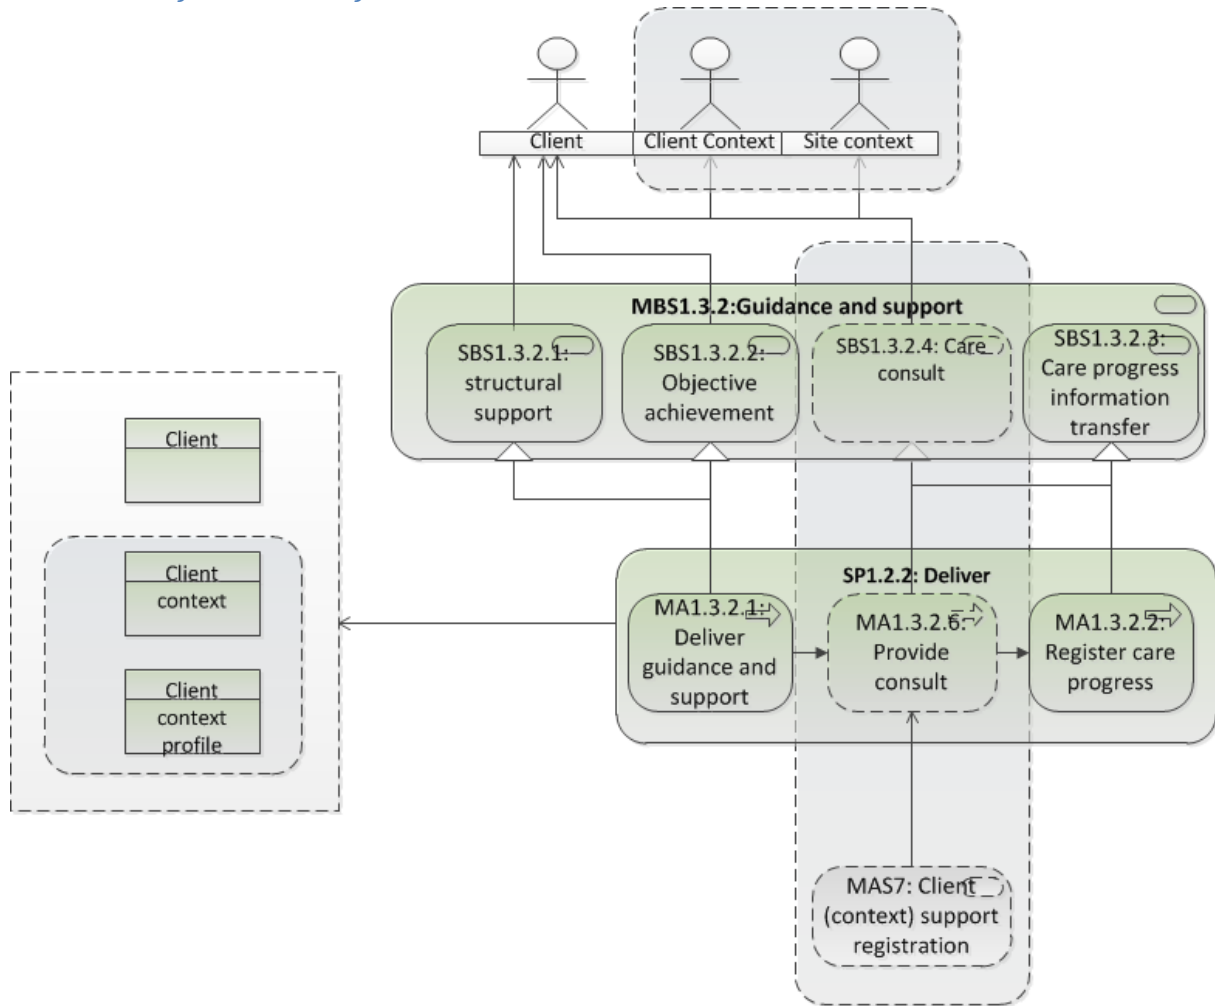 Client
Client Context
Site context
MBS1.3.2:Guidance and support
SBS1.3.2.1:
structural
support
SBS1.3.2.2:
Objective
achievement
SBS1.3.2.4: Care
consult
SBS1.3.2.3:
Care progress
information
transfer
Client
Client
context
Client
context
profile
SP1.2.2: Deliver
MA1.3.2.1:
Deliver
guidance and
support
MA1.3.2.6:
Provide
consult
MA1.3.2.2:
Register care
progress
MAS7: Client
(context) support
registration